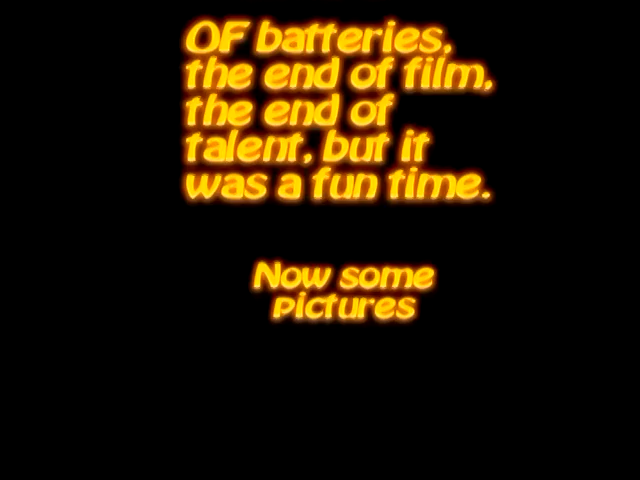 OF batteries,
the end of film,
the end of
talent, but it
was a fun time.
Now some
pictures